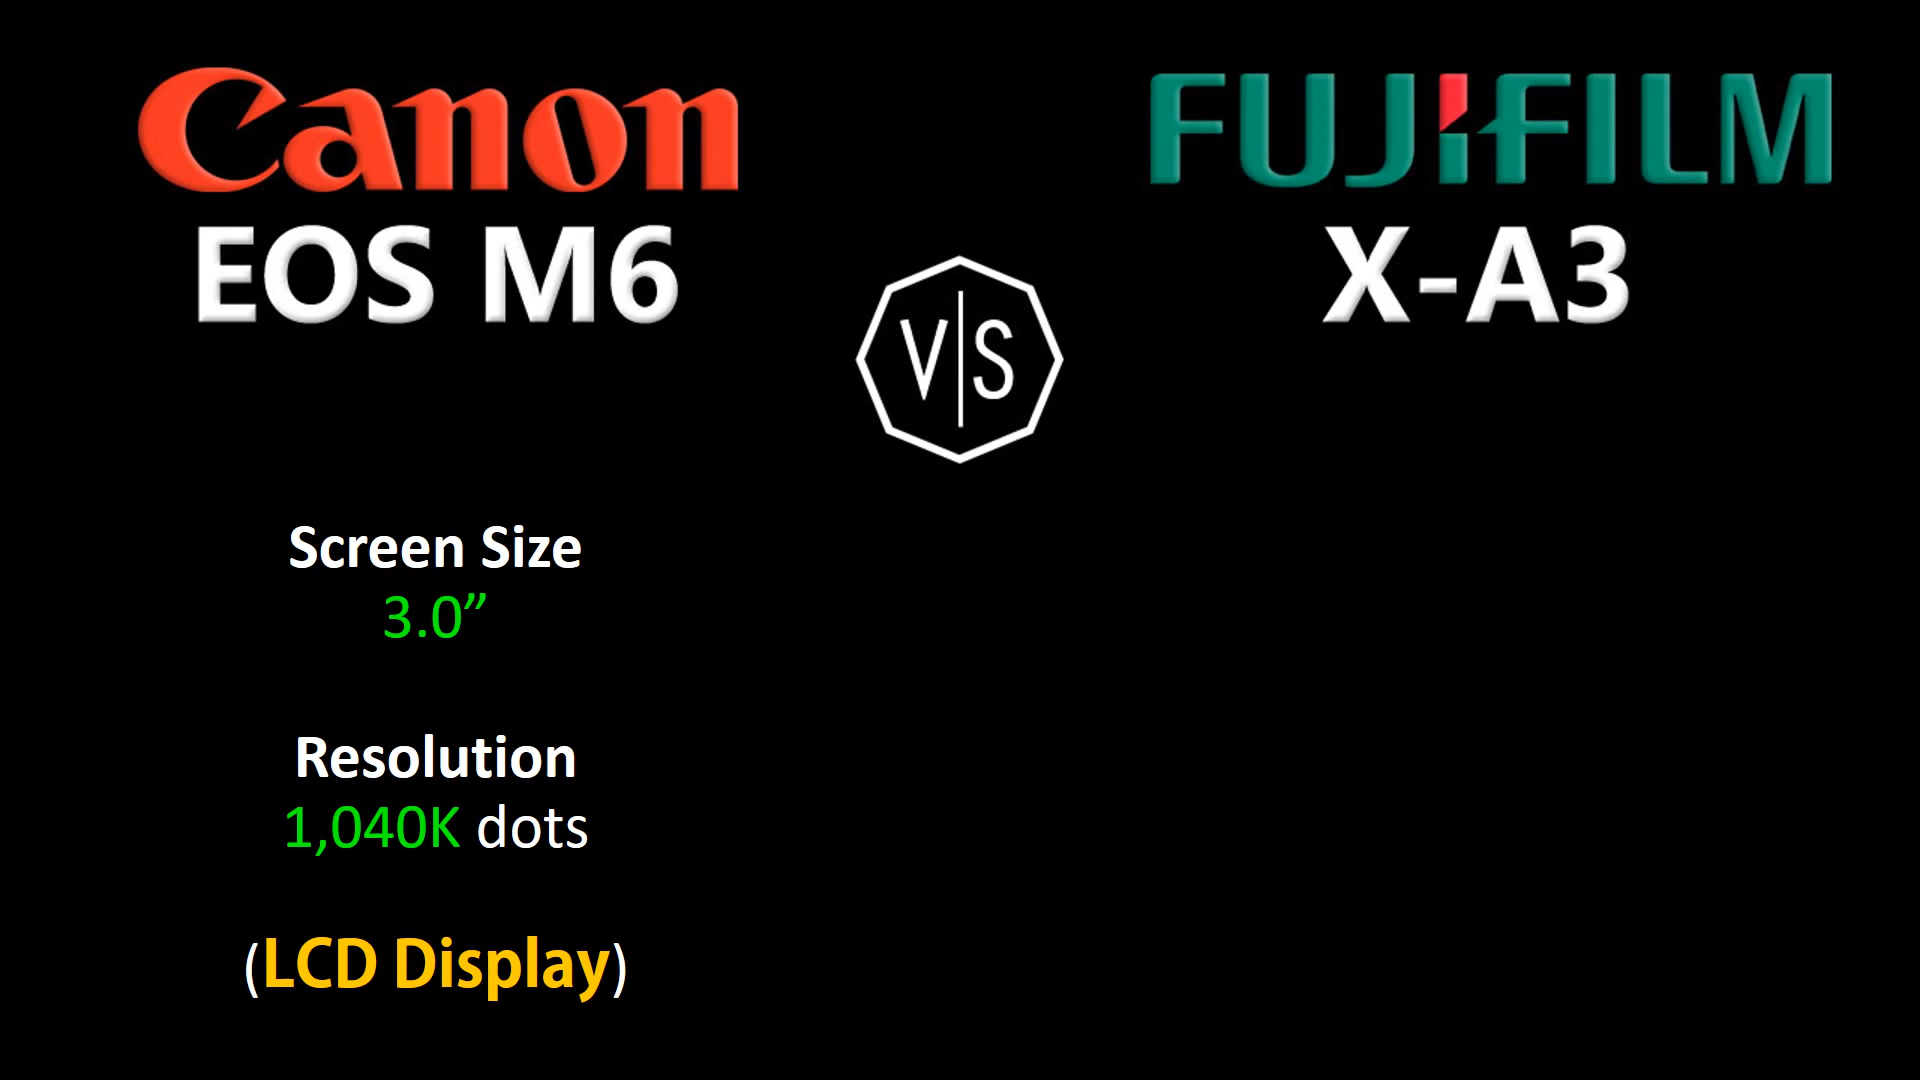 Canon
EOS M6
FUJIFILM
X-A3
V|S
Screen Size
3.0”
Resolution
1,040K dots
(LCD Display)